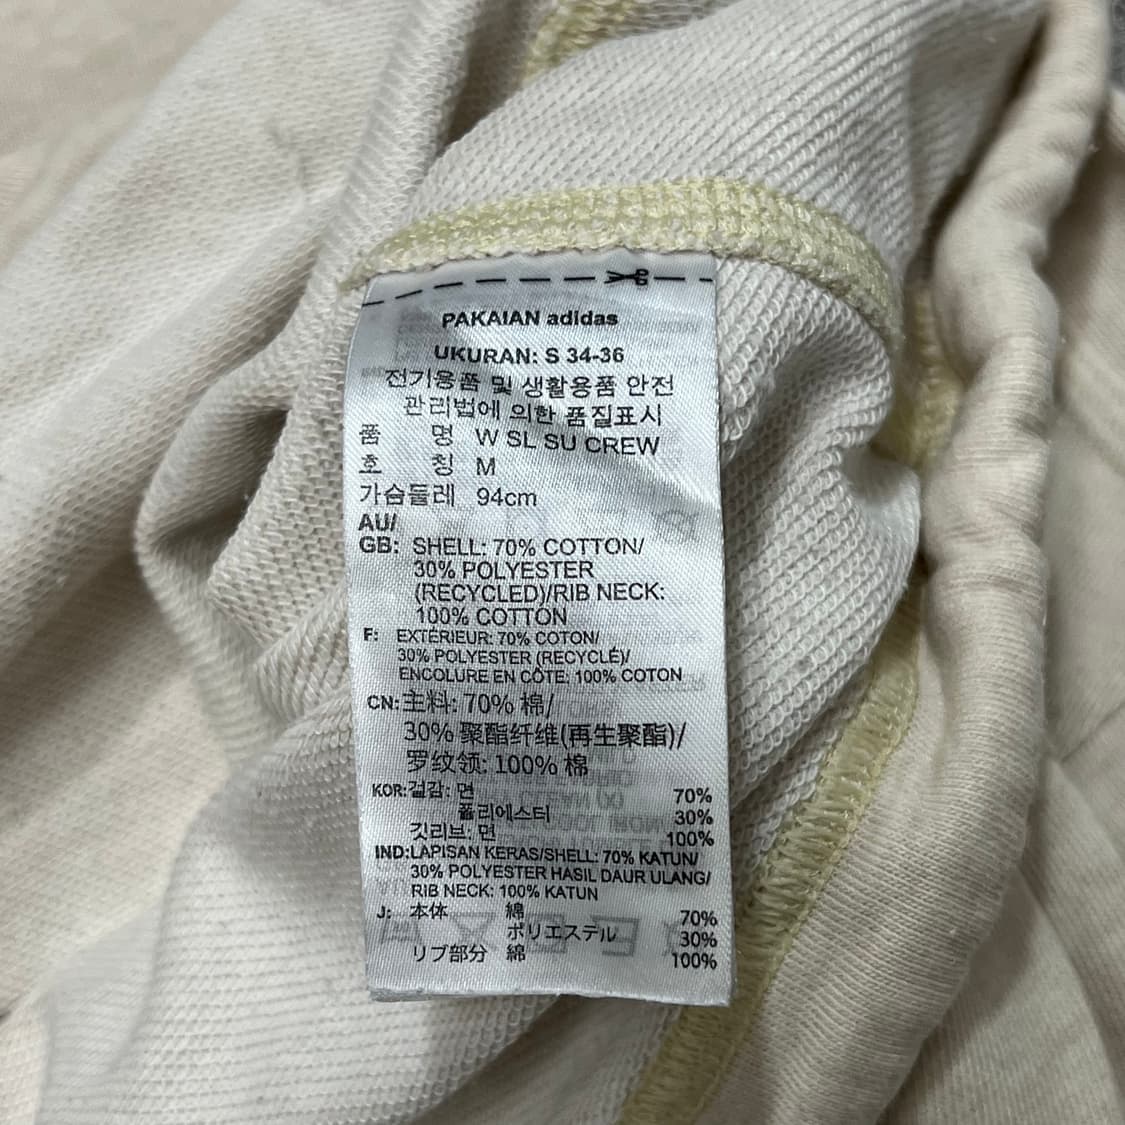 PAKAIAN adidas
UKURAN: S 34-36
전기용품 및 생활용품 안전
관리법에 의한 품질표시
품 명 W SL SU CREW
호 칭 M
가슴둘레 94cm
AU/
GB: SHELL: 70% COTTON/
30% POLYESTER
(RECYCLED)/RIB NECK:
100% COTTON
F: EXTÉRIEUR: 70% COTON/
30% POLYESTER (RECYCLÉ)/
ENCOLURE EN CÔTE: 100% COTON
CN: 主料: 70% 棉/
30% 聚酯纤维(再生聚酯)/
罗纹领: 100% 棉
KOR: 겉감: 면 70%
폴리에스터 30%
깃리브: 면 100%
IND: LAPISAN KERAS/SHELL: 70% KATUN/
30% POLYESTER HASIL DAUR ULANG/
RIB NECK: 100% KATUN
J: 本体 綿 70%
ポリエステル 30%
リブ部分 綿 100%